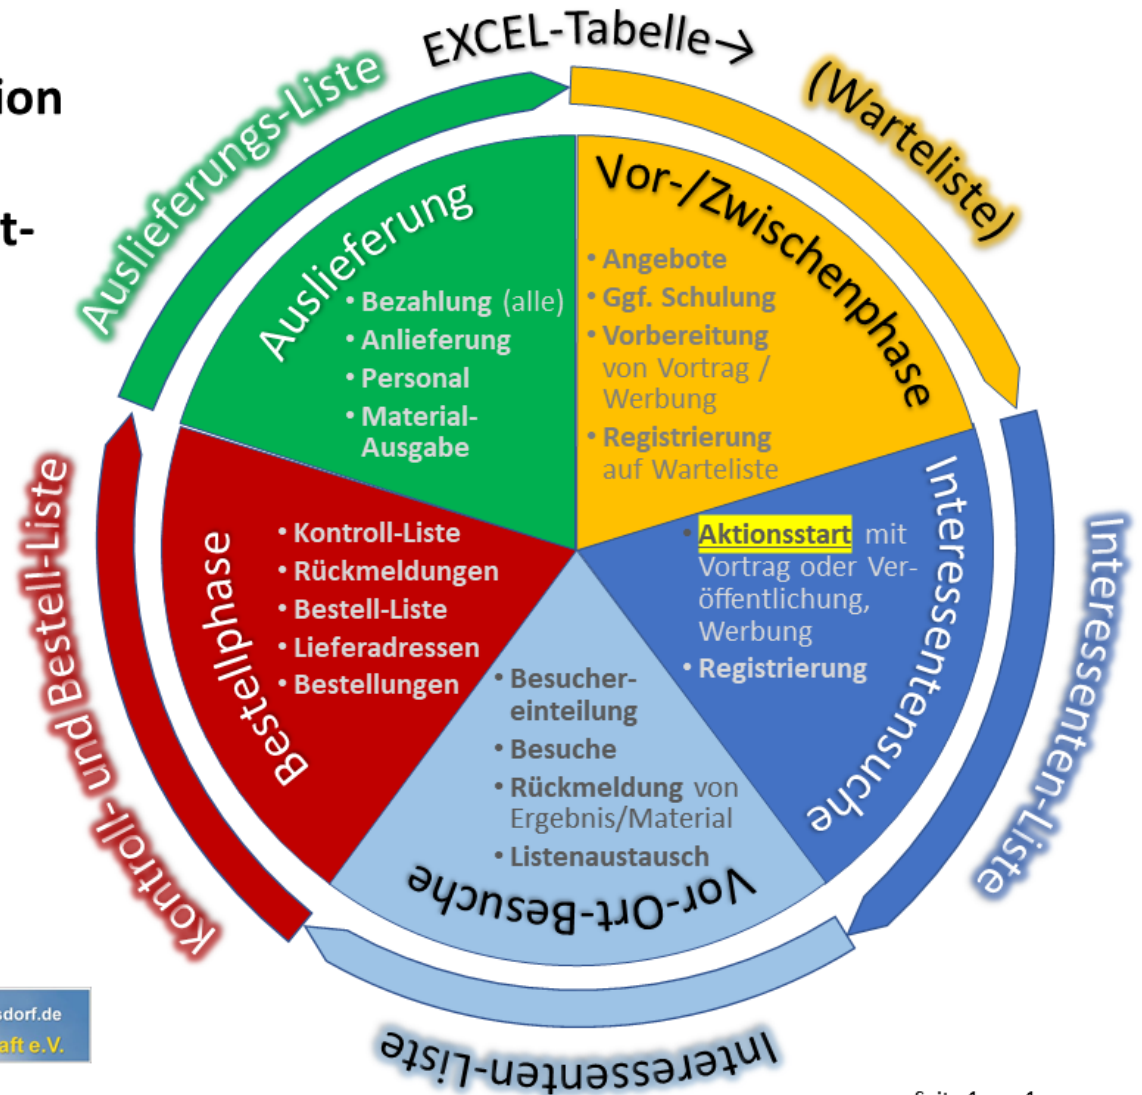 ion
t-
EXCEL-Tabelle→
(Warteliste)
Interessenten-Liste
Interessenten-Liste
Kontroll- und Bestell-Liste
Auslieferungs-Liste
Vor-/Zwischenphase
• Angebote
• Ggf. Schulung
• Vorbereitung
von Vortrag /
Werbung
• Registrierung
auf Warteliste
Interessentensuche
• Aktionsstart mit
Vortrag oder Ver-
öffentlichung,
Werbung
• Registrierung
Vor-Ort-Besuche
• Besucher-
einteilung
• Besuche
• Rückmeldung von
Ergebnis/Material
• Listenaustausch
Bestellphase
• Kontroll-Liste
• Rückmeldungen
• Bestell-Liste
• Lieferadressen
• Bestellungen
Auslieferung
• Bezahlung (alle)
• Anlieferung
• Personal
• Material-
Ausgabe
sdorf.de
aft e.V.